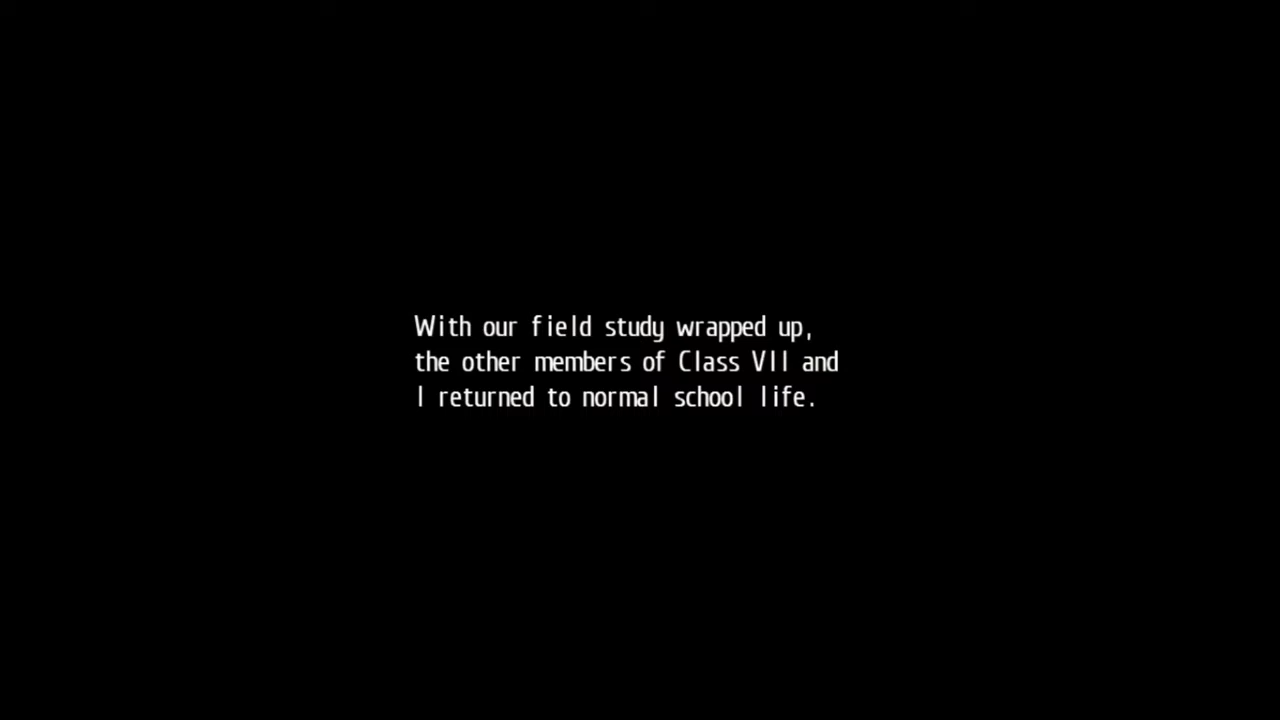 With our field study wrapped up,
the other members of Class VII and
I returned to normal school life.